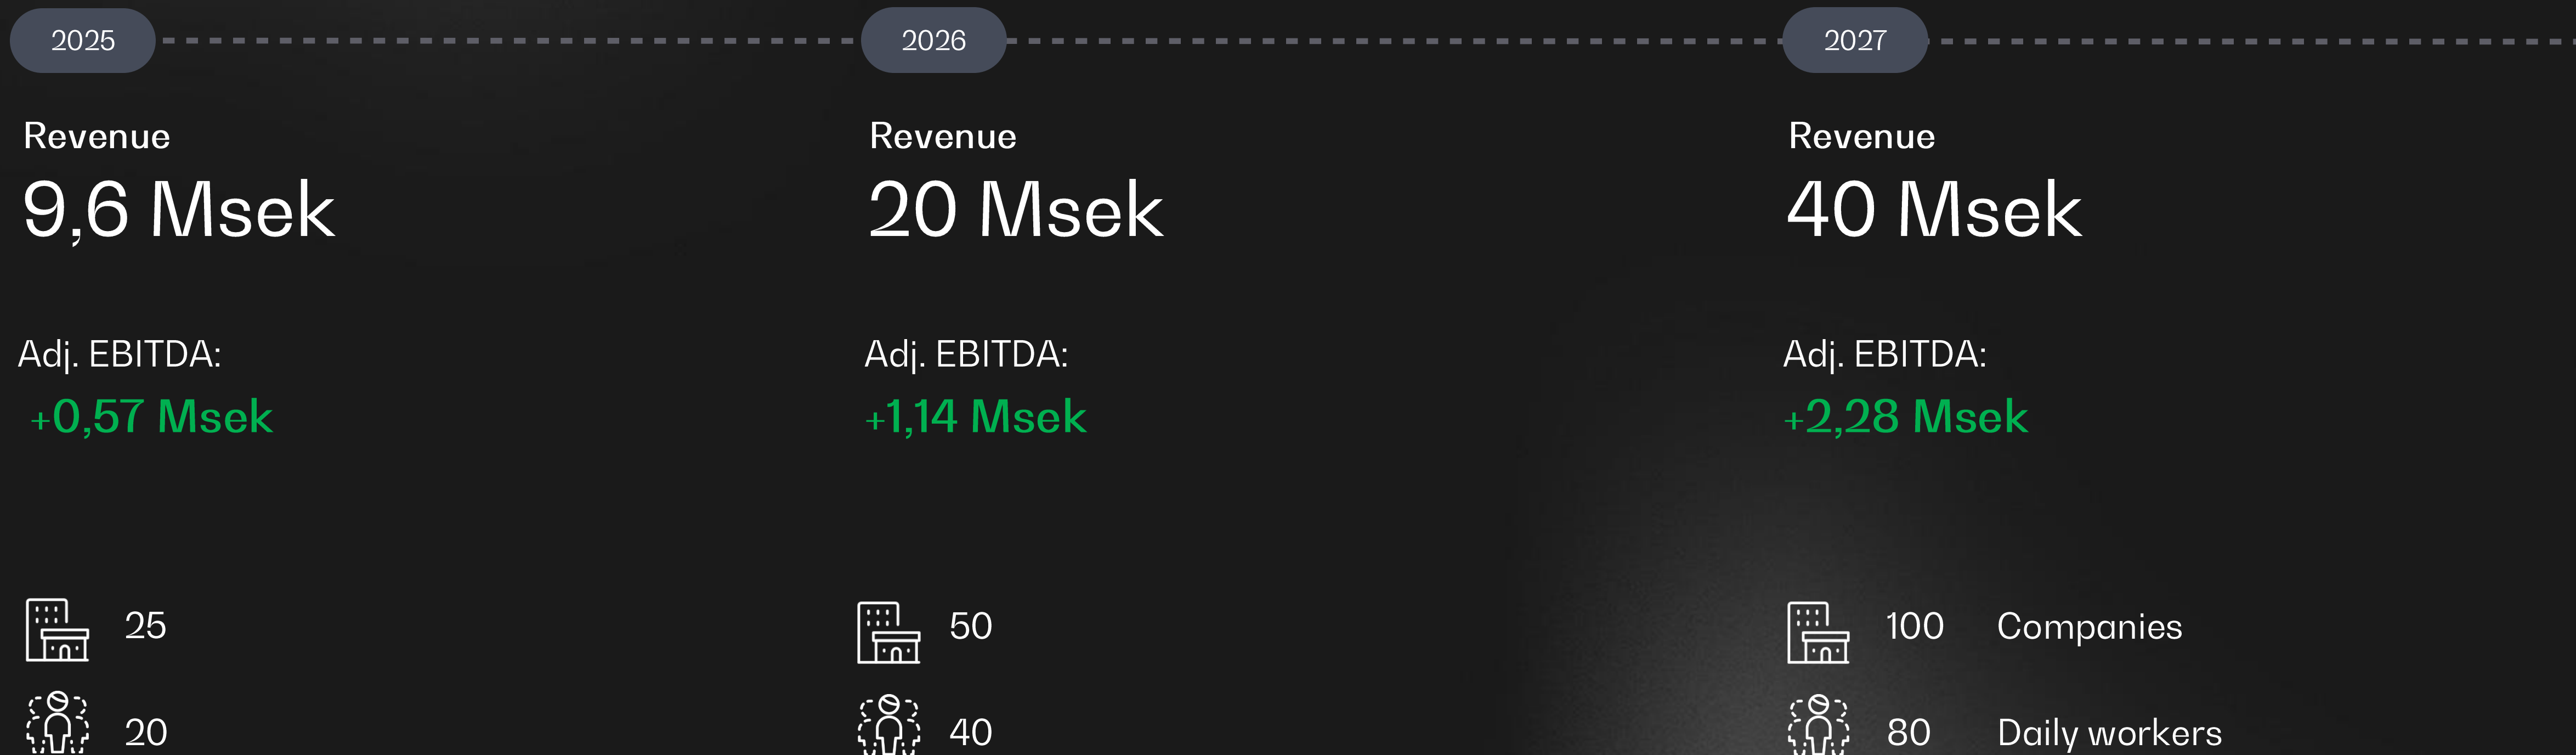 2025
2026
2027
Revenue
9,6 Msek
Revenue
20 Msek
Revenue
40 Msek
Adj. EBITDA:
+0,57 Msek
Adj. EBITDA:
+1,14 Msek
Adj. EBITDA:
+2,28 Msek
25
50
100 Companies
20
40
80 Daily workers